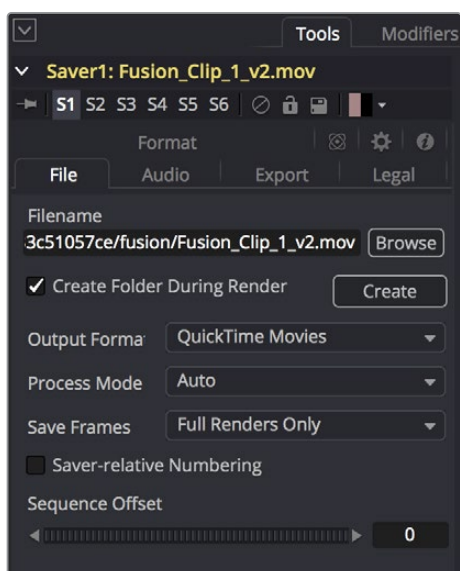 Tools Modifiers
Saver1: Fusion_Clip_1_v2.mov
S1 S2 S3 S4 S5 S6
Format
File Audio Export Legal
Filename
3c51057ce/fusion/Fusion_Clip_1_v2.mov Browse
Create Folder During Render Create
Output Forma QuickTime Movies
Process Mode Auto
Save Frames Full Renders Only
Saver-relative Numbering
Sequence Offset
0